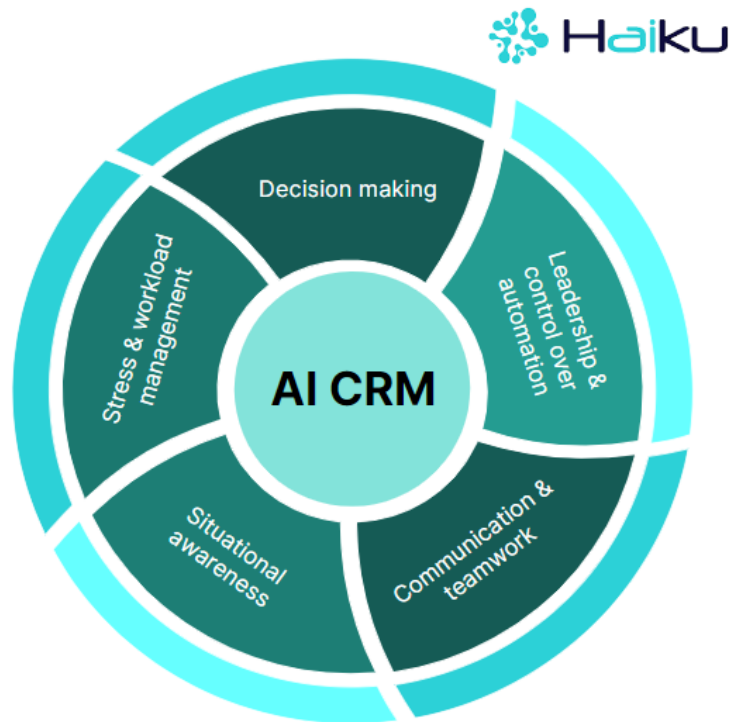 Haiku
Decision making
Leadership &
control over
automation
Communication &
teamwork
Situational
awareness
Stress & workload
management
AI CRM